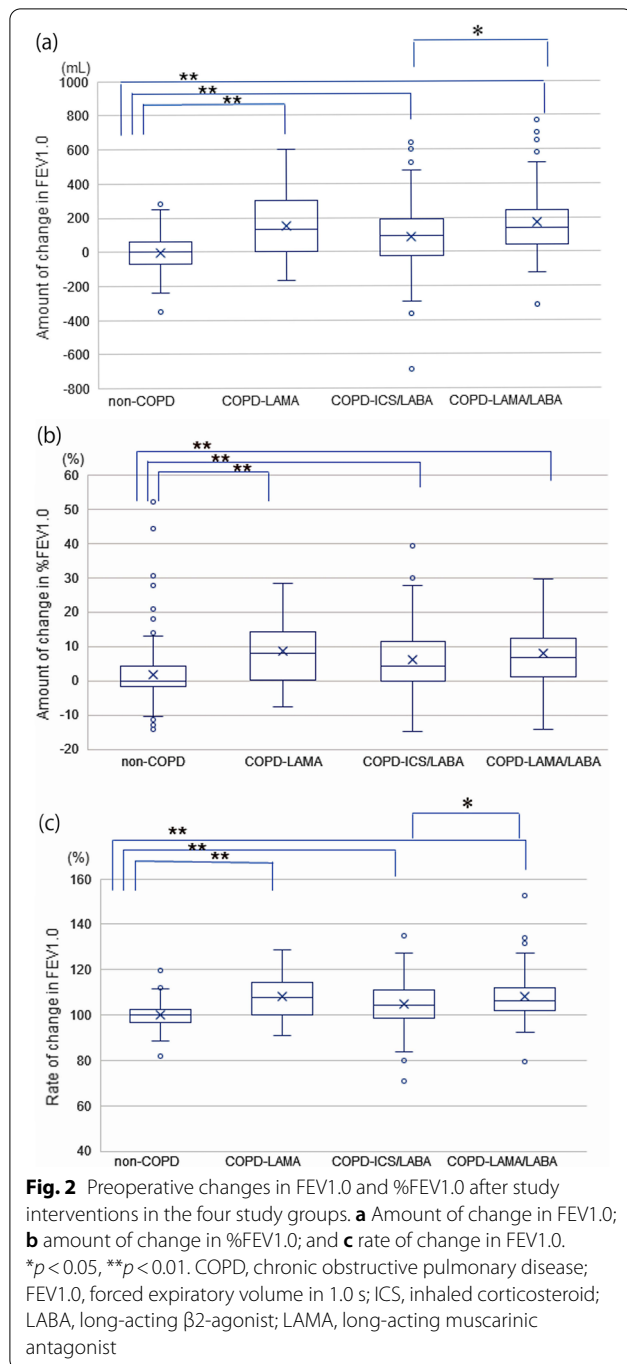 (a)
(mL)
*
**
**
**
1000
800
600
400
200
0
-200
-400
-600
-800
Amount of change in FEV1.0
non-COPD COPD-LAMA COPD-ICS/LABA COPD-LAMA/LABA
(b)
(%)
**
**
**
60
50
40
30
20
10
0
-10
-20
Amount of change in %FEV1.0
non-COPD COPD-LAMA COPD-ICS/LABA COPD-LAMA/LABA
(c)
(%)
*
**
**
**
160
140
120
100
80
60
40
Rate of change in FEV1.0
non-COPD COPD-LAMA COPD-ICS/LABA COPD-LAMA/LABA
Fig. 2 Preoperative changes in FEV1.0 and %FEV1.0 after study
interventions in the four study groups. a Amount of change in FEV1.0;
b amount of change in %FEV1.0; and c rate of change in FEV1.0.
*p < 0.05, **p < 0.01. COPD, chronic obstructive pulmonary disease;
FEV1.0, forced expiratory volume in 1.0 s; ICS, inhaled corticosteroid;
LABA, long-acting β2-agonist; LAMA, long-acting muscarinic
antagonist